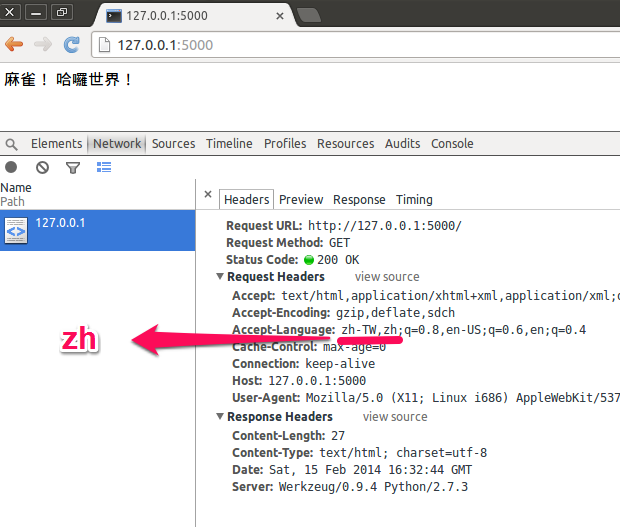 127.0.0.1:5000
127.0.0.1:5000
麻雀！ 哈囉世界！
Elements Network Sources Timeline Profiles Resources Audits Console
Name
Path
127.0.0.1
× Headers Preview Response Timing
Request URL: http://127.0.0.1:5000/
Request Method: GET
Status Code: 200 OK
Request Headers view source
Accept: text/html,application/xhtml+xml,application/xml;
Accept-Encoding: gzip,deflate,sdch
Accept-Language: zh-TW,zh;q=0.8,en-US;q=0.6,en;q=0.4
zh
Cache-Control: max-age=0
Connection: keep-alive
Host: 127.0.0.1:5000
User-Agent: Mozilla/5.0 (X11; Linux i686) AppleWebKit/537
Response Headers view source
Content-Length: 27
Content-Type: text/html; charset=utf-8
Date: Sat, 15 Feb 2014 16:32:44 GMT
Server: Werkzeug/0.9.4 Python/2.7.3